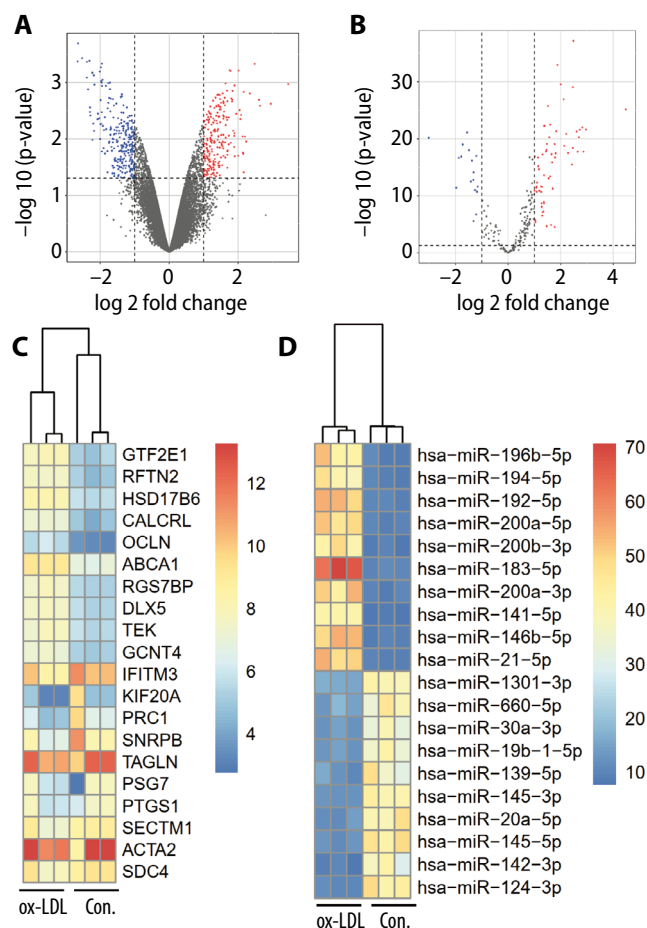 A
−log 10 (p-value)
3
2
1
0
−2
0
2
log 2 fold change
B
−log 10 (p-value)
30
20
10
0
−2
0
2
4
log 2 fold change
C
GTF2E1
RFTN2
HSD17B6
CALCRL
OCLN
ABCA1
RGS7BP
DLX5
TEK
GCNT4
IFITM3
KIF20A
PRC1
SNRPB
TAGLN
PSG7
PTGS1
SECTM1
ACTA2
SDC4
12
10
8
6
4
ox-LDL Con.
D
hsa−miR−196b−5p
hsa−miR−194−5p
hsa−miR−192−5p
hsa−miR−200a−5p
hsa−miR−200b−3p
hsa−miR−183−5p
hsa−miR−200a−3p
hsa−miR−141−5p
hsa−miR−146b−5p
hsa−miR−21−5p
hsa−miR−1301−3p
hsa−miR−660−5p
hsa−miR−30a−3p
hsa−miR−19b−1−5p
hsa−miR−139−5p
hsa−miR−145−3p
hsa−miR−20a−5p
hsa−miR−145−5p
hsa−miR−142−3p
hsa−miR−124−3p
70
60
50
40
30
20
10
ox-LDL Con.